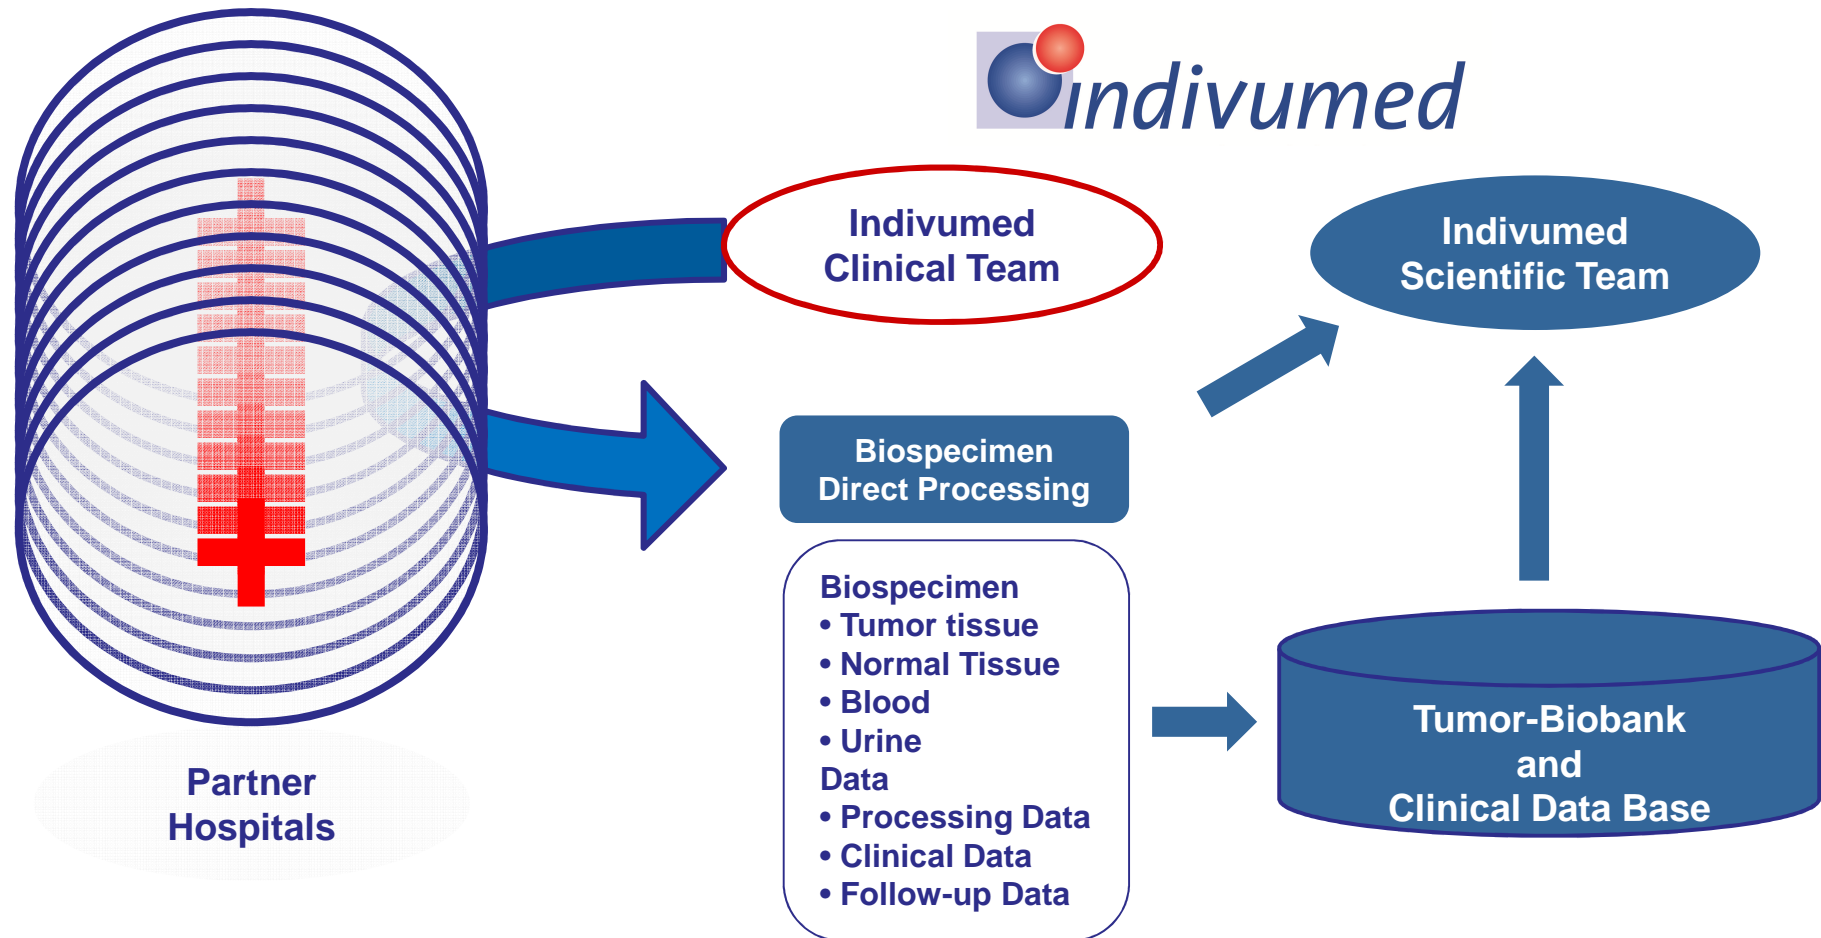 indivumed
Indivumed
Clinical Team
Indivumed
Scientific Team
Biospecimen
Direct Processing
Biospecimen
• Tumor tissue
• Normal Tissue
• Blood
• Urine
Data
• Processing Data
• Clinical Data
• Follow-up Data
Tumor-Biobank
and
Clinical Data Base
Partner
Hospitals